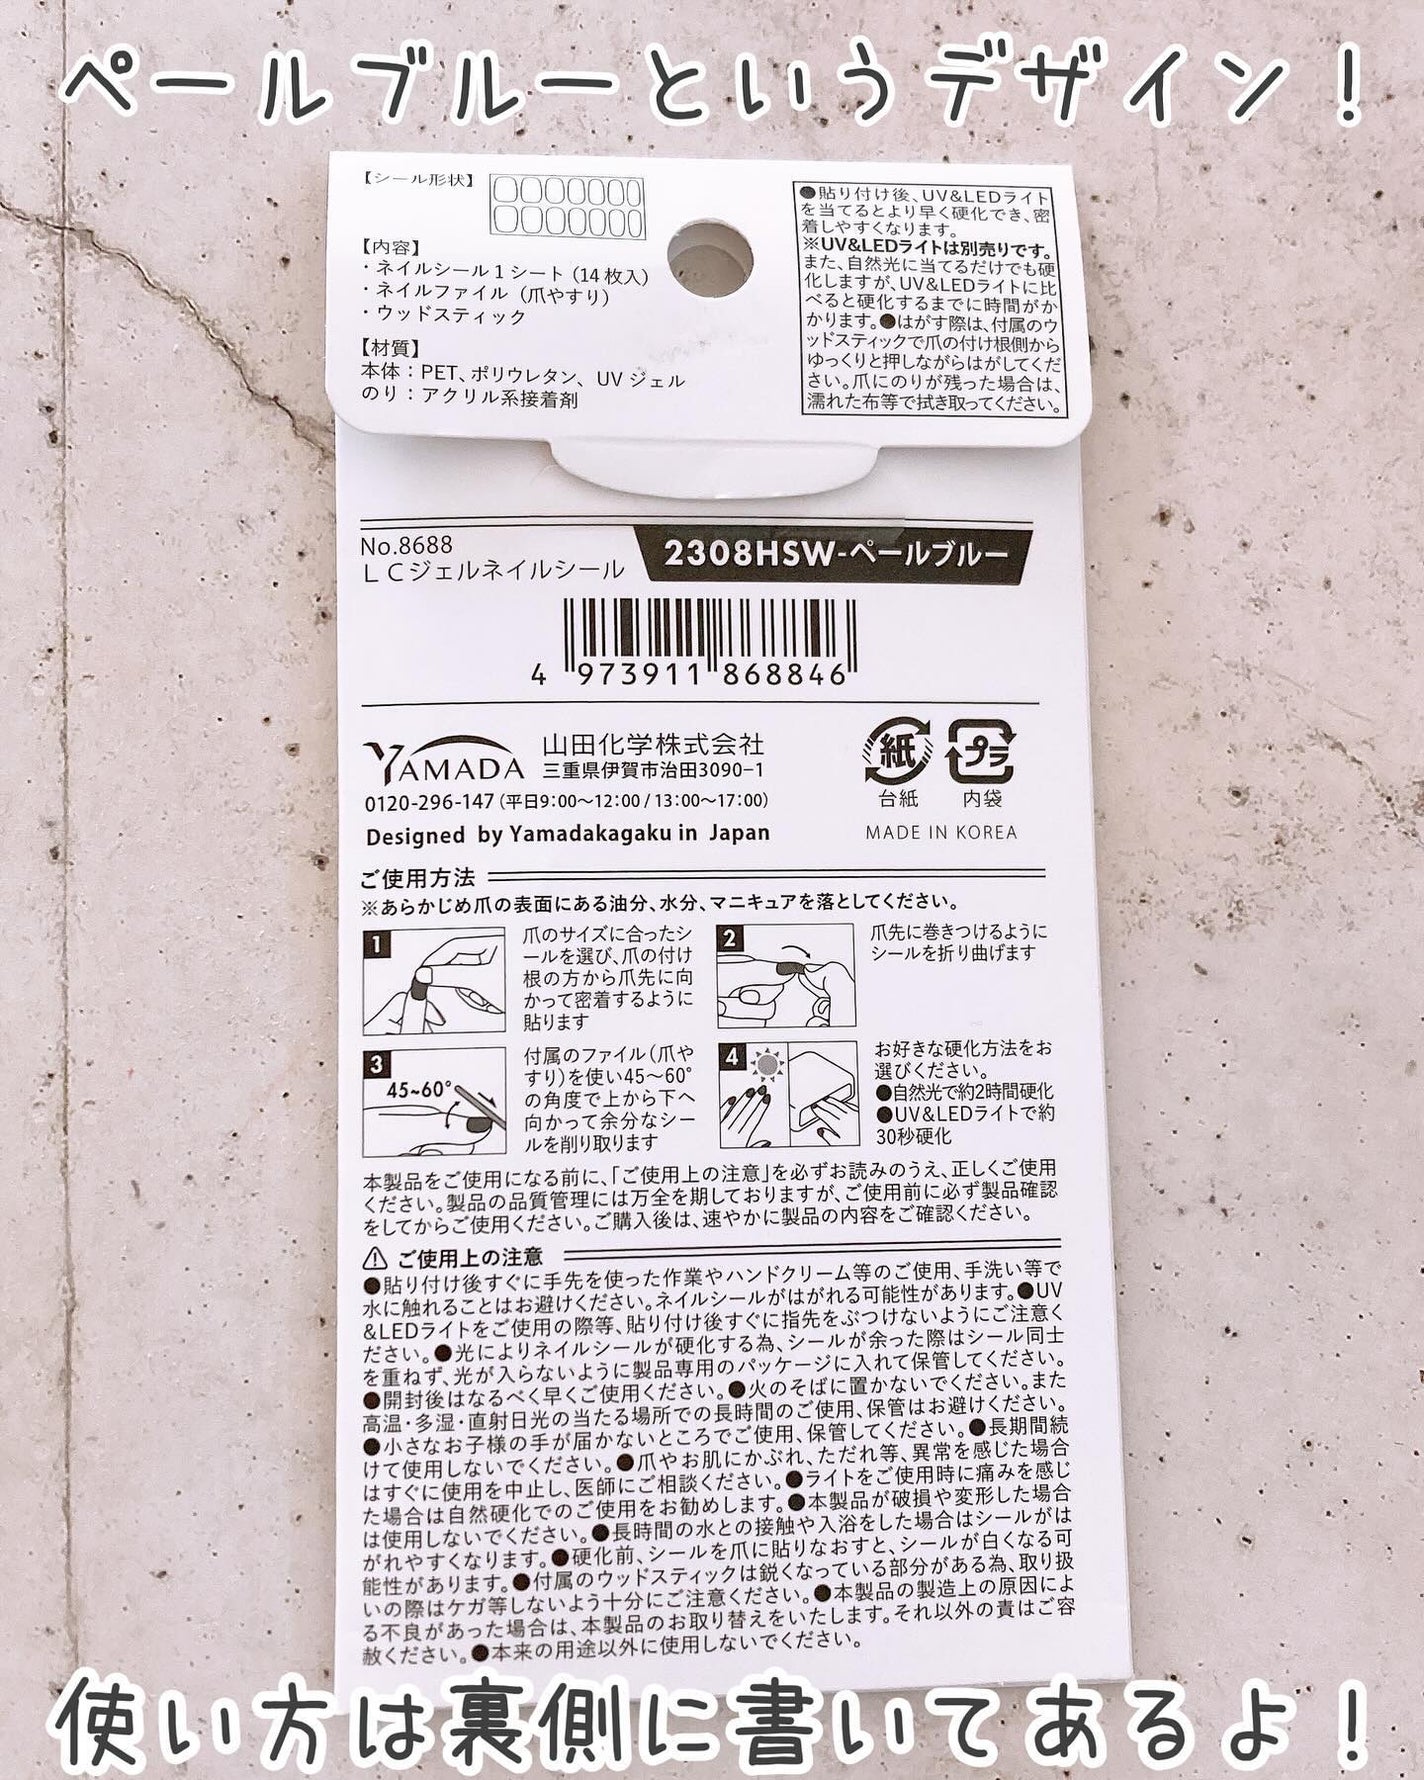 ペールブルーというデザイン！
【シール形状】
【内容】
・ネイルシール1シート（14枚入）
・ネイルファイル（爪やすり）
・ウッドスティック
【材質】
本体：PET、ポリウレタン、UVジェル
のり：アクリル系接着剤
●貼り付け後、UV&LEDライト
を当てるとより早く硬化でき、密
着しやすくなります。
※UV&LEDライトは別売りです。
また、自然光に当てるだけでも硬
化しますが、UV&LEDライトに比
べると硬化するまでに時間がか
かります。●はがす際は、付属のウ
ッドスティックで爪の付け根側から
ゆっくりと押しながらはがしてくだ
さい。爪にのりが残った場合は、
濡れた布等で拭き取ってください。
No.8688
LCジェルネイルシール
2308HSW-ペールブルー
4 973911 868846
YAMADA
山田化学株式会社
三重県伊賀市治田3090-1
0120-296-147（平日9:00〜12:00/13:00〜17:00）
Designed by Yamadakagaku in Japan
紙
プラ
台紙
内袋
MADE IN KOREA
ご使用方法
※あらかじめ爪の表面にある油分、水分、マニキュアを落としてください。
1
爪のサイズに合ったシ
ールを選び、爪の付け
根の方から爪先に向
かって密着するように
貼ります
2
爪先に巻きつけるように
シールを折り曲げます
3
45~60°
付属のファイル（爪や
すり）を使い45〜60°
の角度で上から下へ
向かって余分なシー
ルを削り取ります
4
お好きな硬化方法をお
選びください。
●自然光で約2時間硬化
●UV&LEDライトで約
30秒硬化
本製品をご使用になる前に、「ご使用上の注意」を必ずお読みのうえ、正しくご使用
ください。製品の品質管理には万全を期しておりますが、ご使用前に必ず製品確認
をしてからご使用ください。ご購入後は、速やかに製品の内容をご確認ください。
⚠ご使用上の注意
●貼り付け後すぐに手先を使った作業やハンドクリーム等のご使用、手洗い等で
水に触れることはお避けください。ネイルシールがはがれる可能性があります。●UV
&LEDライトをご使用の際等、貼り付け後すぐに指先をぶつけないようにご注意く
ださい。●光によりネイルシールが硬化する為、シールが余った際はシール同士
を重ねず、光が入らないように製品専用のパッケージに入れて保管してください。
●開封後はなるべく早くご使用ください。●火のそばに置かないでください。また
高温・多湿・直射日光の当たる場所での長時間のご使用、保管はお避けください。
●小さなお子様の手が届かないところでご使用、保管してください。●長期間続
けて使用しないでください。●爪やお肌にかぶれ、ただれ等、異常を感じた場合
はすぐに使用を中止し、医師にご相談ください。●ライトをご使用時に痛みを感じ
た場合は自然硬化でのご使用をお勧めします。●本製品が破損や変形した場合
は使用しないでください。●長時間の水との接触や入浴をした場合はシールがは
がれやすくなります。●硬化前、シールを爪に貼りなおすと、シールが白くなる可
能性があります。●付属のウッドスティックは鋭くなっている部分がある為、取り扱
いの際はケガ等しないよう十分にご注意ください。●本製品の製造上の原因によ
る不良があった場合は、本製品のお取り替えをいたします。それ以外の責はご容
赦ください。●本来の用途以外に使用しないでください。
使い方は裏側に書いてあるよ！